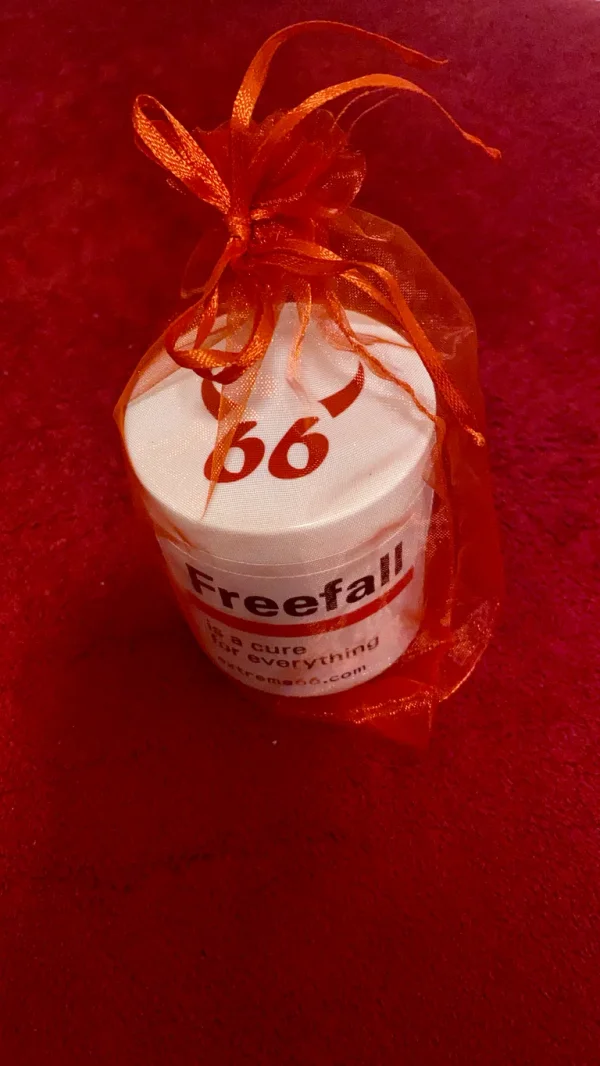 66
Freefall
is a cure
for everything
extreme66.com